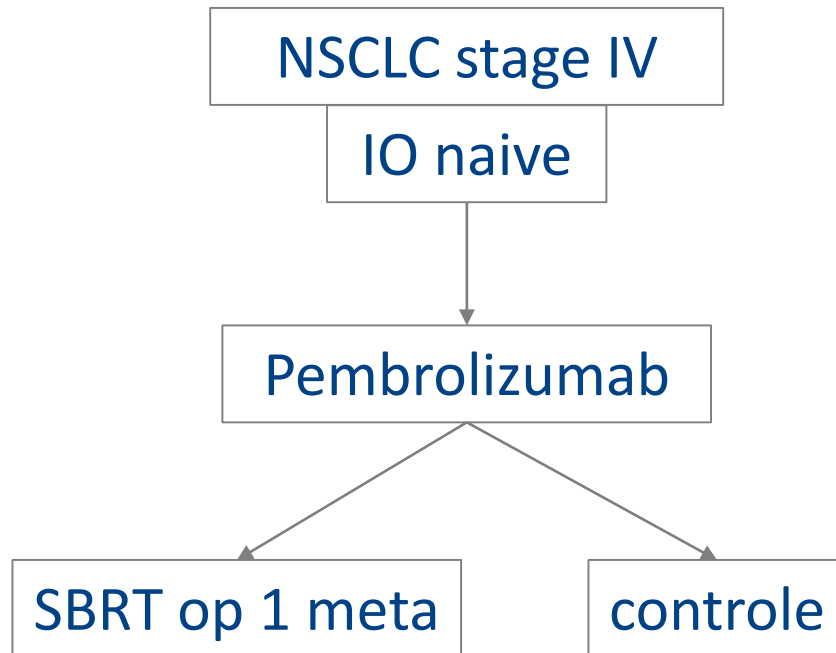 NSCLC stage IV
IO naive
Pembrolizumab
SBRT op 1 meta
controle